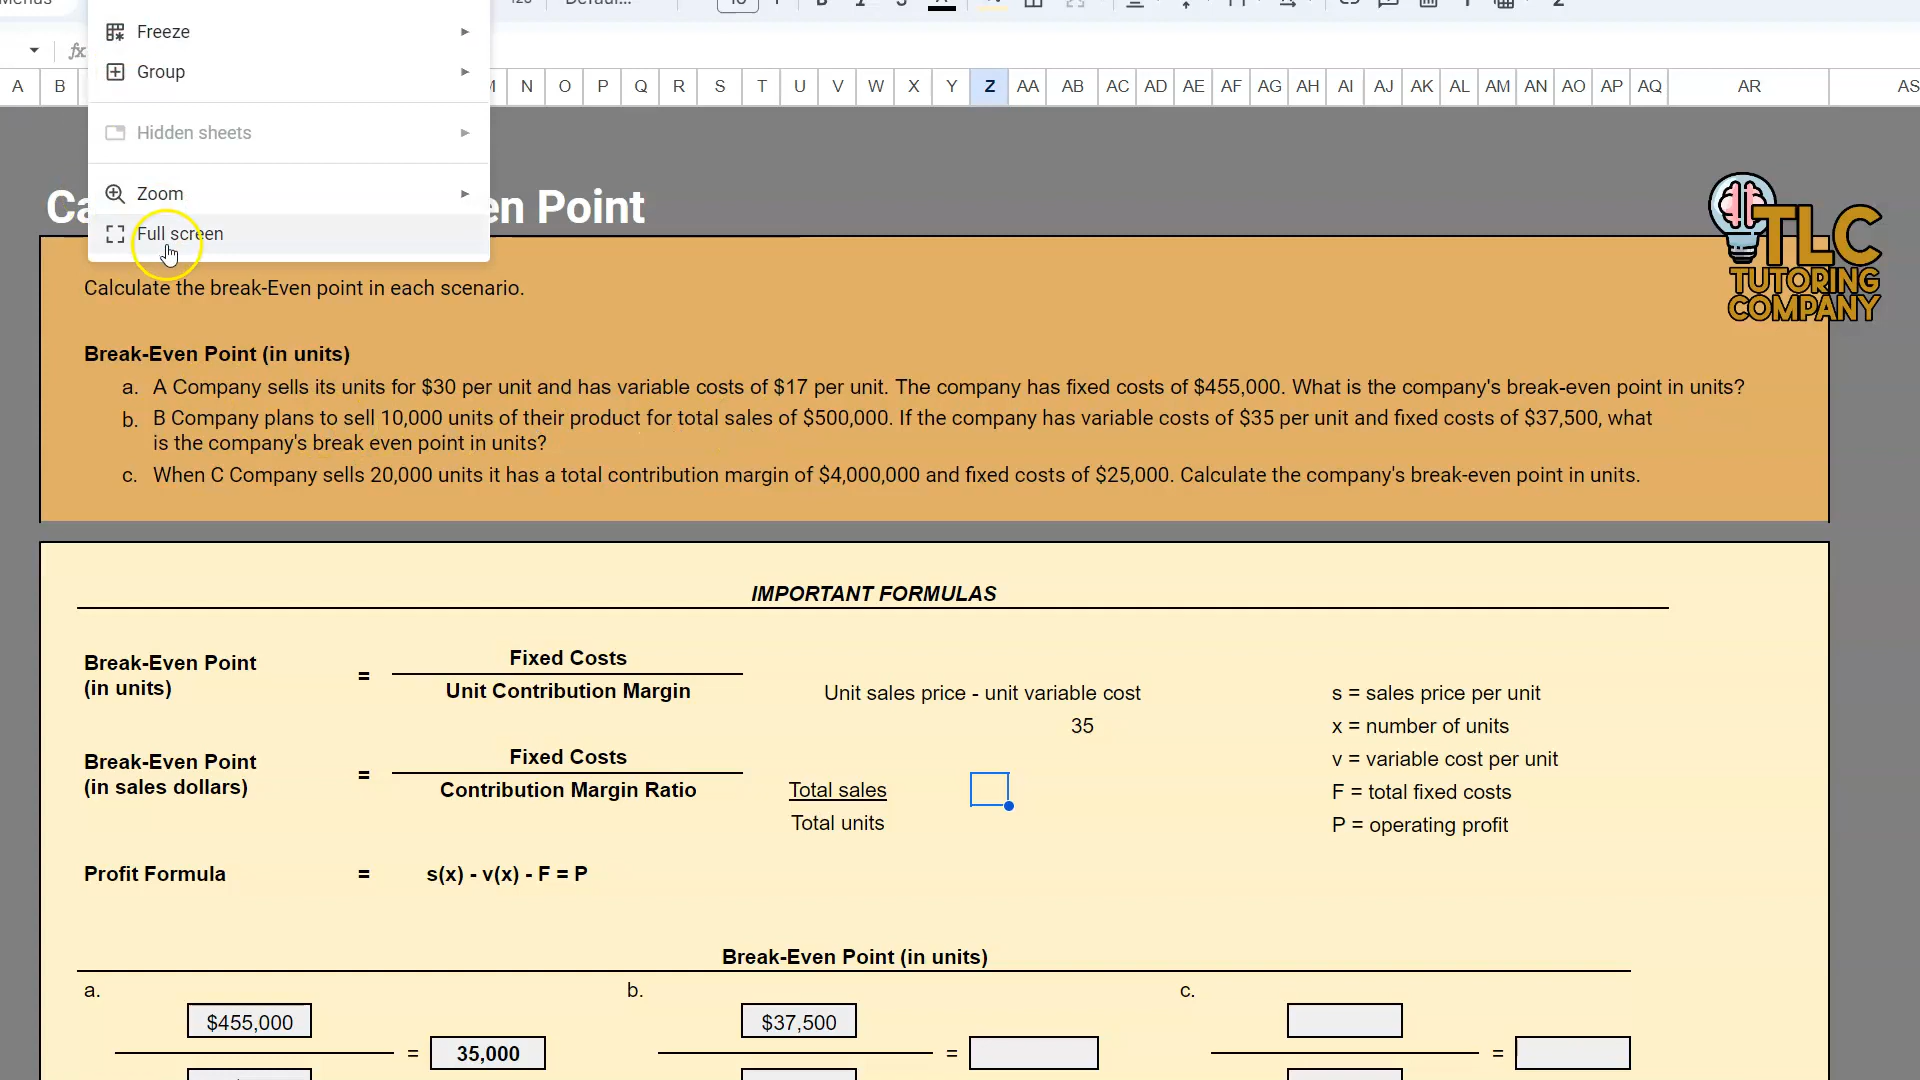 Freeze
Group
Hidden sheets
Zoom
Full screen
fx
A B N O P Q R S T U V W X Y Z AA AB AC AD AE AF AG AH AI AJ AK AL AM AN AO AP AQ AR AS
Ca en Point
TLC
TUTORING
COMPANY
Calculate the break-Even point in each scenario.
Break-Even Point (in units)
a. A Company sells its units for $30 per unit and has variable costs of $17 per unit. The company has fixed costs of $455,000. What is the company's break-even point in units?
b. B Company plans to sell 10,000 units of their product for total sales of $500,000. If the company has variable costs of $35 per unit and fixed costs of $37,500, what
is the company's break even point in units?
c. When C Company sells 20,000 units it has a total contribution margin of $4,000,000 and fixed costs of $25,000. Calculate the company's break-even point in units.
IMPORTANT FORMULAS
Break-Even Point
(in units)
=
Fixed Costs
Unit Contribution Margin
Unit sales price - unit variable cost
35
s = sales price per unit
x = number of units
v = variable cost per unit
F = total fixed costs
P = operating profit
Break-Even Point
(in sales dollars)
=
Fixed Costs
Contribution Margin Ratio
Total sales
Total units
Profit Formula = s(x) - v(x) - F = P
Break-Even Point (in units)
a. b. c.
$455,000 $37,500
= 35,000 = =